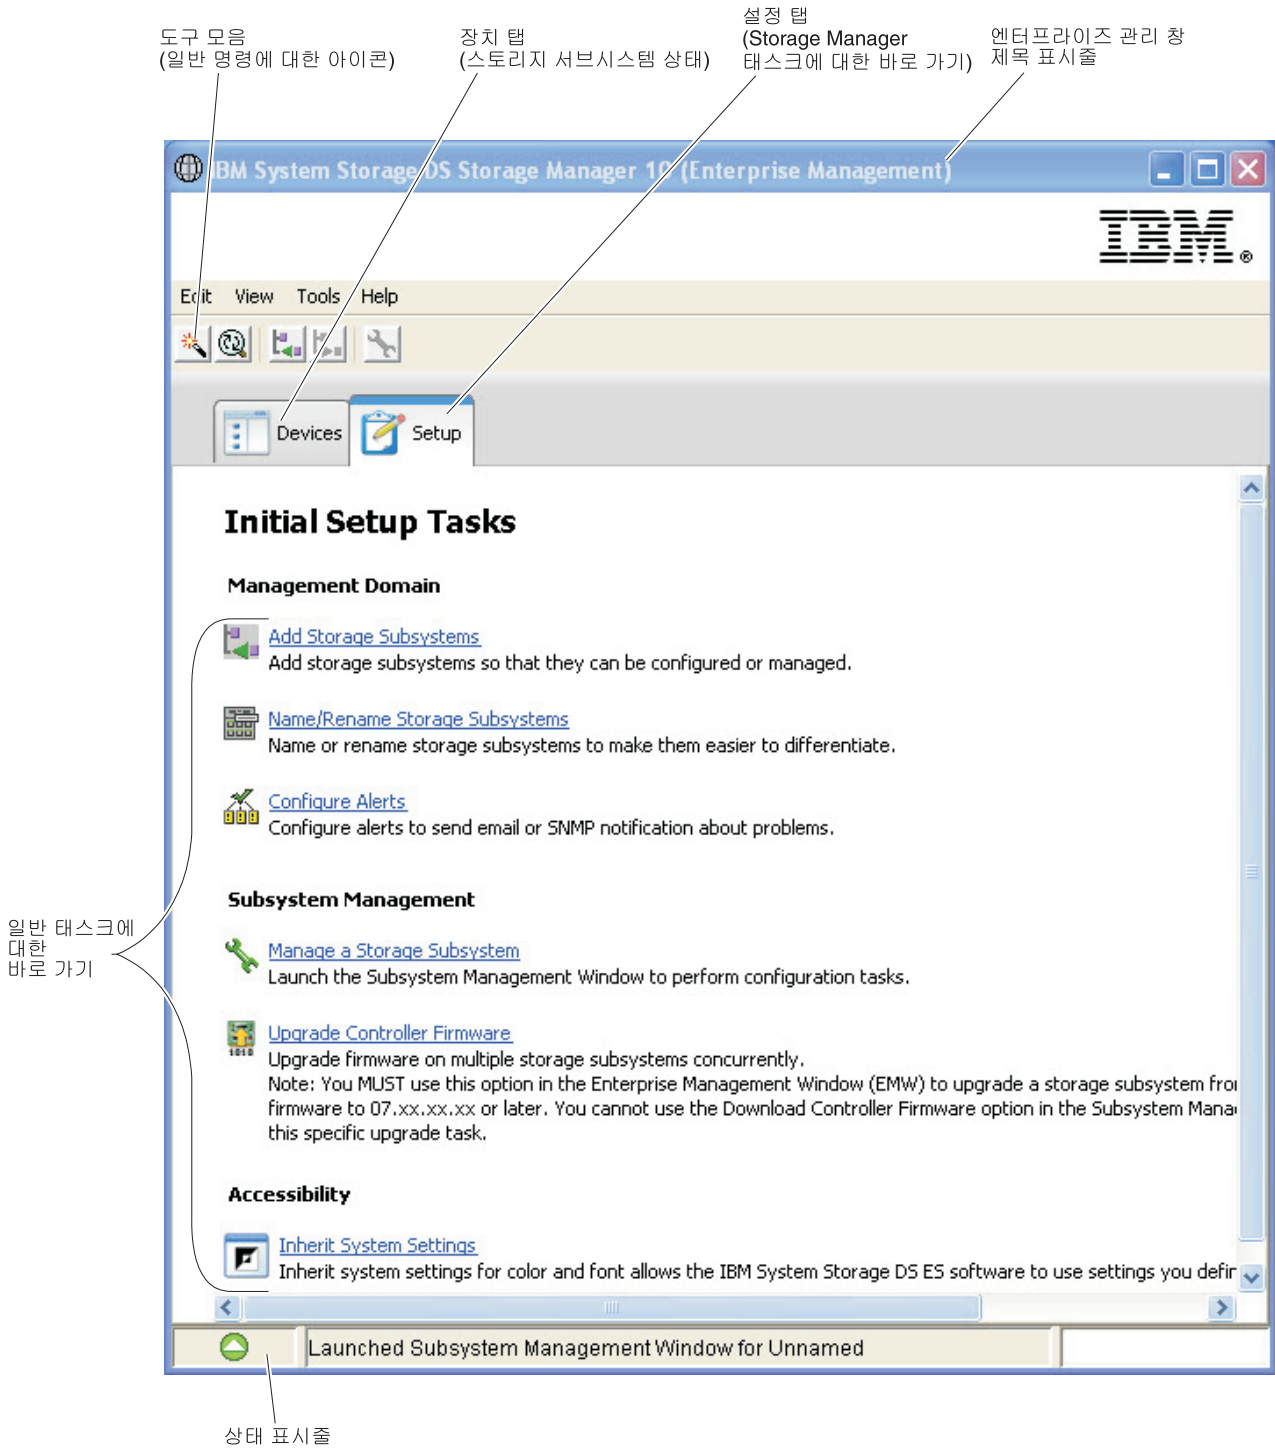 도구 모음
(일반 명령에 대한 아이콘)
장치 탭
(스토리지 서브시스템 상태)
설정 탭
(Storage Manager
태스크에 대한 바로 가기)
엔터프라이즈 관리 창
제목 표시줄
IBM System Storage DS Storage Manager 10 (Enterprise Management)
IBM®
Edit View Tools Help
Devices
Setup
Initial Setup Tasks
Management Domain
Add Storage Subsystems
Add storage subsystems so that they can be configured or managed.
Name/Rename Storage Subsystems
Name or rename storage subsystems to make them easier to differentiate.
Configure Alerts
Configure alerts to send email or SNMP notification about problems.
Subsystem Management
일반 태스크에
대한
바로 가기
Manage a Storage Subsystem
Launch the Subsystem Management Window to perform configuration tasks.
1010
Upgrade Controller Firmware
Upgrade firmware on multiple storage subsystems concurrently.
Note: You MUST use this option in the Enterprise Management Window (EMW) to upgrade a storage subsystem fro
firmware to 07.xx.xx.xx or later. You cannot use the Download Controller Firmware option in the Subsystem Mana
this specific upgrade task.
Accessibility
Inherit System Settings
Inherit system settings for color and font allows the IBM System Storage DS ES software to use settings you defin
Launched Subsystem Management Window for Unnamed
상태 표시줄